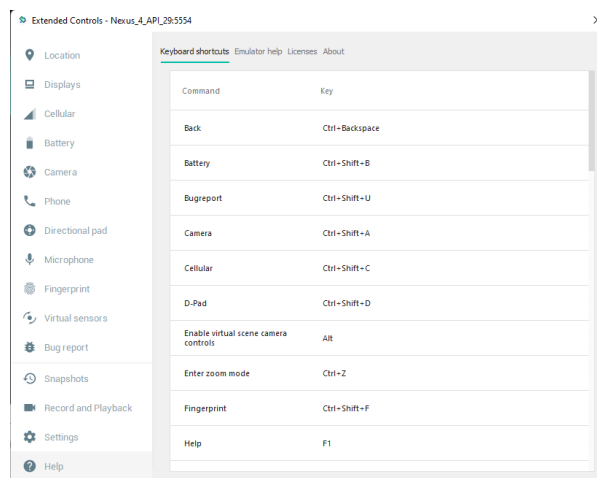 Extended Controls - Nexus_4_API_29:5554
Location
Displays
Cellular
Battery
Camera
Phone
Directional pad
Microphone
Fingerprint
Virtual sensors
Bug report
Snapshots
Record and Playback
Settings
Help
Keyboard shortcuts Emulator help Licenses About
Command Key
Back Ctrl+Backspace
Battery Ctrl+Shift+B
Bugreport Ctrl+Shift+U
Camera Ctrl+Shift+A
Cellular Ctrl+Shift+C
D-Pad Ctrl+Shift+D
Enable virtual scene camera
controls Alt
Enter zoom mode Ctrl+Z
Fingerprint Ctrl+Shift+F
Help F1